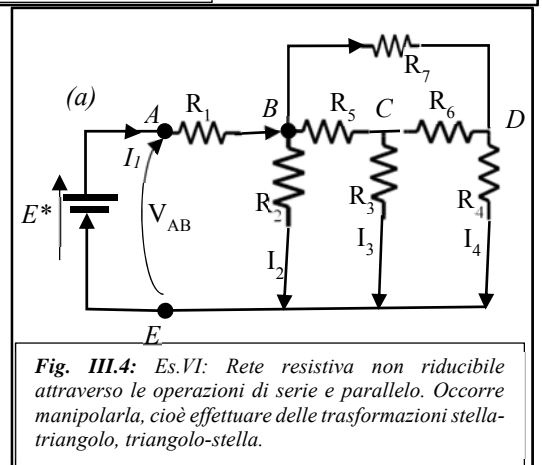 R7
(a)
A
R1
B
R5
C
R6
D
I1
E*
VAB
R2
R3
R4
I2
I3
I4
E
Fig. III.4: Es.VI: Rete resistiva non riducibile
attraverso le operazioni di serie e parallelo. Occorre
manipolarla, cioè effettuare delle trasformazioni stella-
triangolo, triangolo-stella.